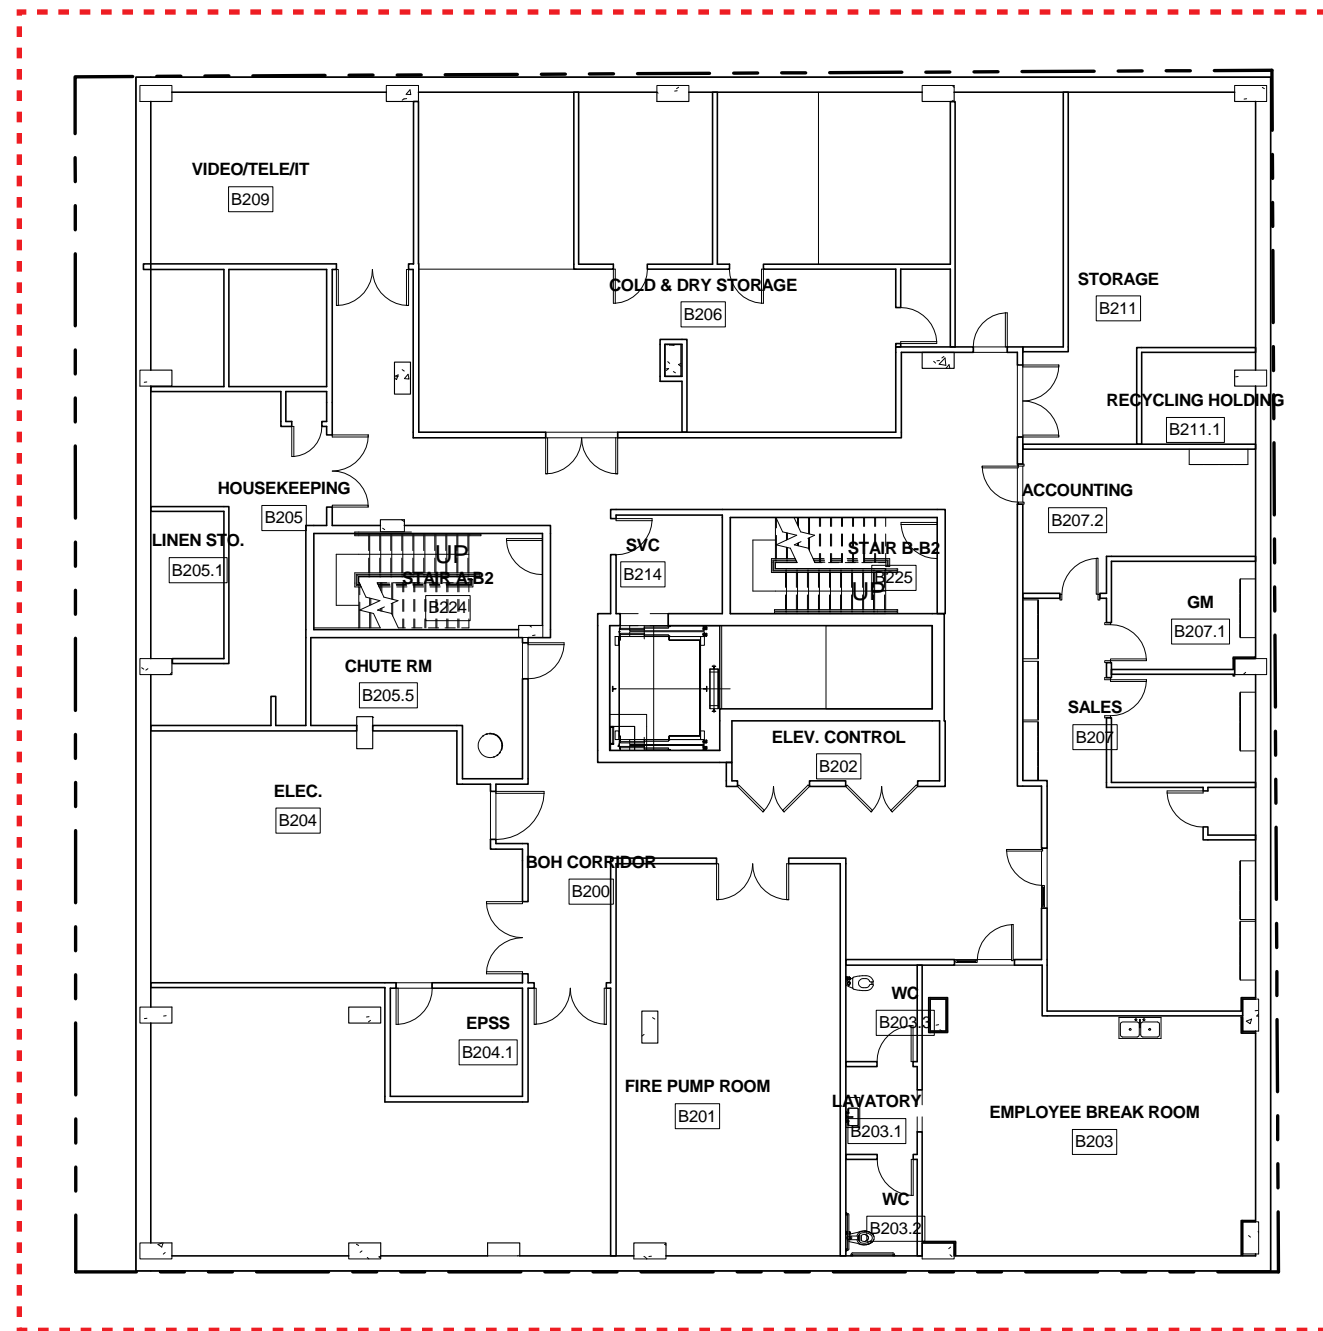 VIDEO/TELE/IT
B209
COLD & DRY STORAGE
B206
STORAGE
B211
RECYCLING HOLDING
B211.1
HOUSEKEEPING
B205
ACCOUNTING
B207.2
LINEN STO.
B205.1
UP
STAIR A-B2
B224
SVC
B214
STAIR B-B2
B225
UP
GM
B207.1
CHUTE RM
B205.5
SALES
B207
ELEV. CONTROL
B202
ELEC.
B204
BOH CORRIDOR
B200
WC
B203.3
EPSS
B204.1
FIRE PUMP ROOM
B201
LAVATORY
B203.1
EMPLOYEE BREAK ROOM
B203
WC
B203.2